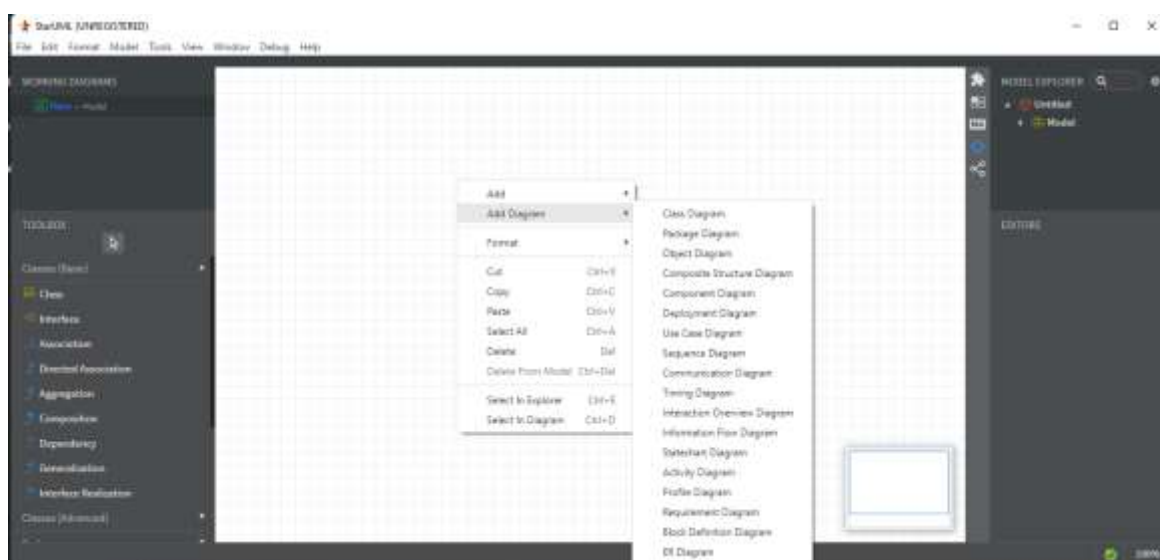 StarUML (UNREGISTERED)
File Edit Format Model Tools View Window Debug Help
WORKING DIAGRAMS
Main — Model
TOOLBOX
Classes (Basic)
Class
Interface
Association
Directed Association
Aggregation
Composition
Dependency
Generalization
Interface Realization
Classes (Advanced)
Add
Add Diagram
Format
Cut Ctrl+X
Copy Ctrl+C
Paste Ctrl+V
Select All Ctrl+A
Delete Del
Delete From Model Ctrl+Del
Select In Explorer Ctrl+E
Select In Diagram Ctrl+D
Class Diagram
Package Diagram
Object Diagram
Composite Structure Diagram
Component Diagram
Deployment Diagram
Use Case Diagram
Sequence Diagram
Communication Diagram
Timing Diagram
Interaction Overview Diagram
Information Flow Diagram
Statechart Diagram
Activity Diagram
Profile Diagram
Requirement Diagram
Block Definition Diagram
ER Diagram
MODEL EXPLORER
Untitled
Model
EDITORS
100%